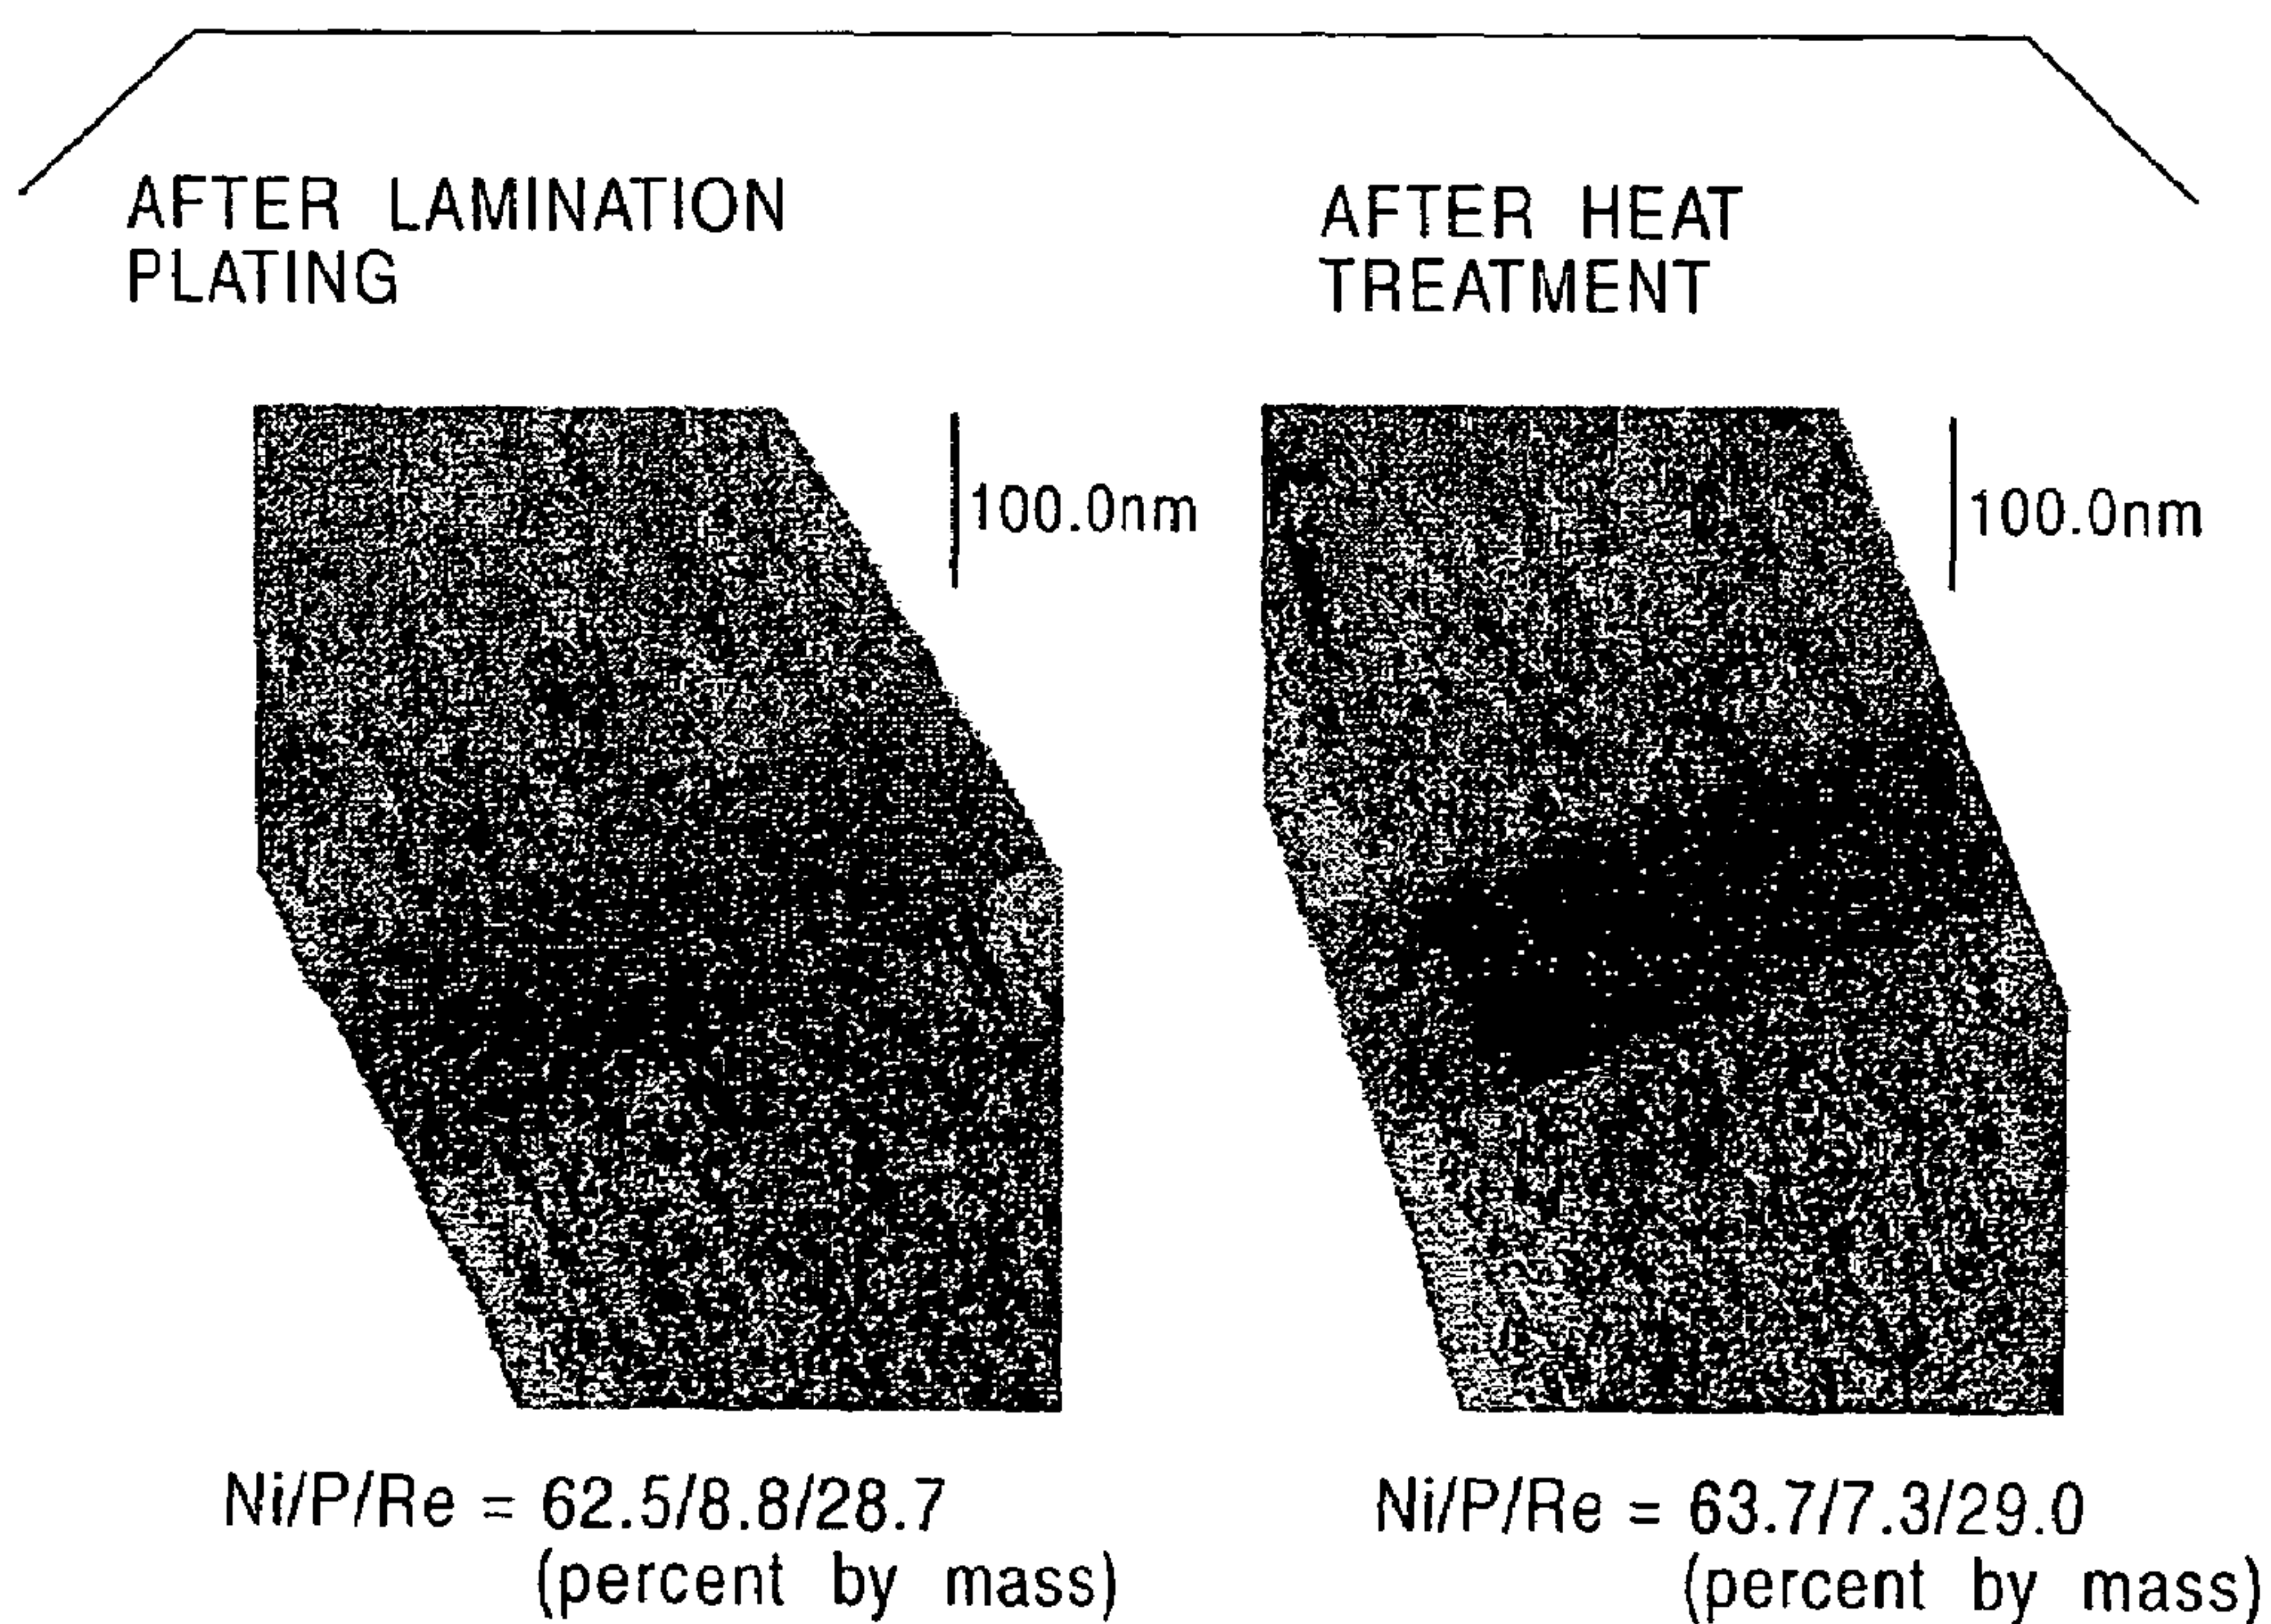 AFTER LAMINATION
PLATING
100.0nm
Ni/P/Re = 62.5/8.8/28.7
(percent by mass)
AFTER HEAT
TREATMENT
100.0nm
Ni/P/Re = 63.7/7.3/29.0
(percent by mass)